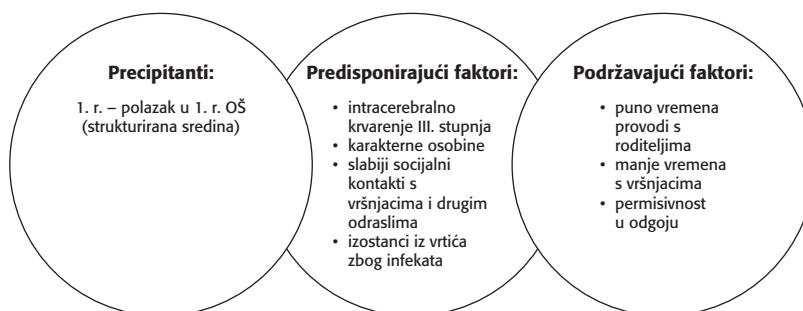 Precipitanti:
1. r. – polazak u 1. r. OŠ
(strukturirana sredina)
Predisponirajući faktori:
• intracerebralno
krvarenje III. stupnja
• karakterne osobine
• slabiji socijalni
kontakti s
vršnjacima i drugim
odraslima
• izostanci iz vrtića
zbog infekata
Podržavajući faktori:
• puno vremena
provodi s
roditeljima
• manje vremena
s vršnjacima
• permisivnost
u odgoju